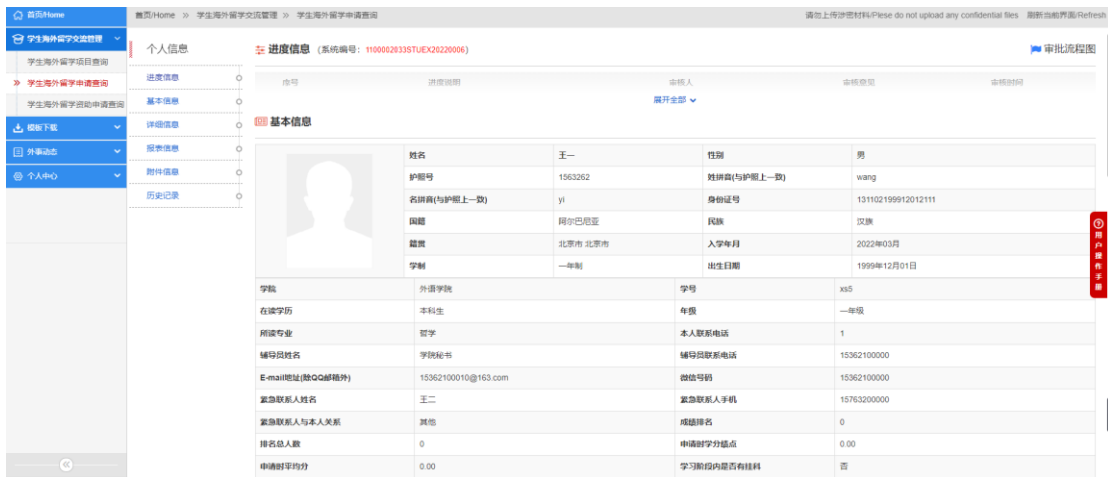 首页/Home
首页/Home » 学生海外留学交流管理 » 学生海外留学申请查询
请勿上传涉密材料/Plese do not upload any confidential files 刷新当前界面/Refresh
学生海外留学交流管理
学生海外留学项目查询
学生海外留学申请查询
学生海外留学资助申请查询
模板下载
外事动态
个人中心
个人信息
进度信息
基本信息
详细信息
报表信息
附件信息
历史记录
进度信息 (系统编号: 1100002033STUEX20220006)
审批流程图
序号 进度说明 审核人 审核意见 审核时间
展开全部
基本信息
姓名 王一 性别 男
护照号 1563262 姓拼音(与护照上一致) wang
名拼音(与护照上一致) yi 身份证号 131102199912012111
国籍 阿尔巴尼亚 民族 汉族
籍贯 北京市 北京市 入学年月 2022年03月
学制 一年制 出生日期 1999年12月01日
学院 外语学院 学号 xs5
在读学历 本科生 年级 一年级
所读专业 哲学 本人联系电话 1
辅导员姓名 学院秘书 辅导员联系电话 15362100000
E-mail地址(除QQ邮箱外) 15362100010@163.com 微信号码 15362100000
紧急联系人姓名 王二 紧急联系人手机 15763200000
紧急联系人与本人关系 其他 成绩排名 0
排名总人数 0 申请时学分绩点 0.00
申请时平均分 0.00 学习阶段内是否有挂科 否
用户操作手册